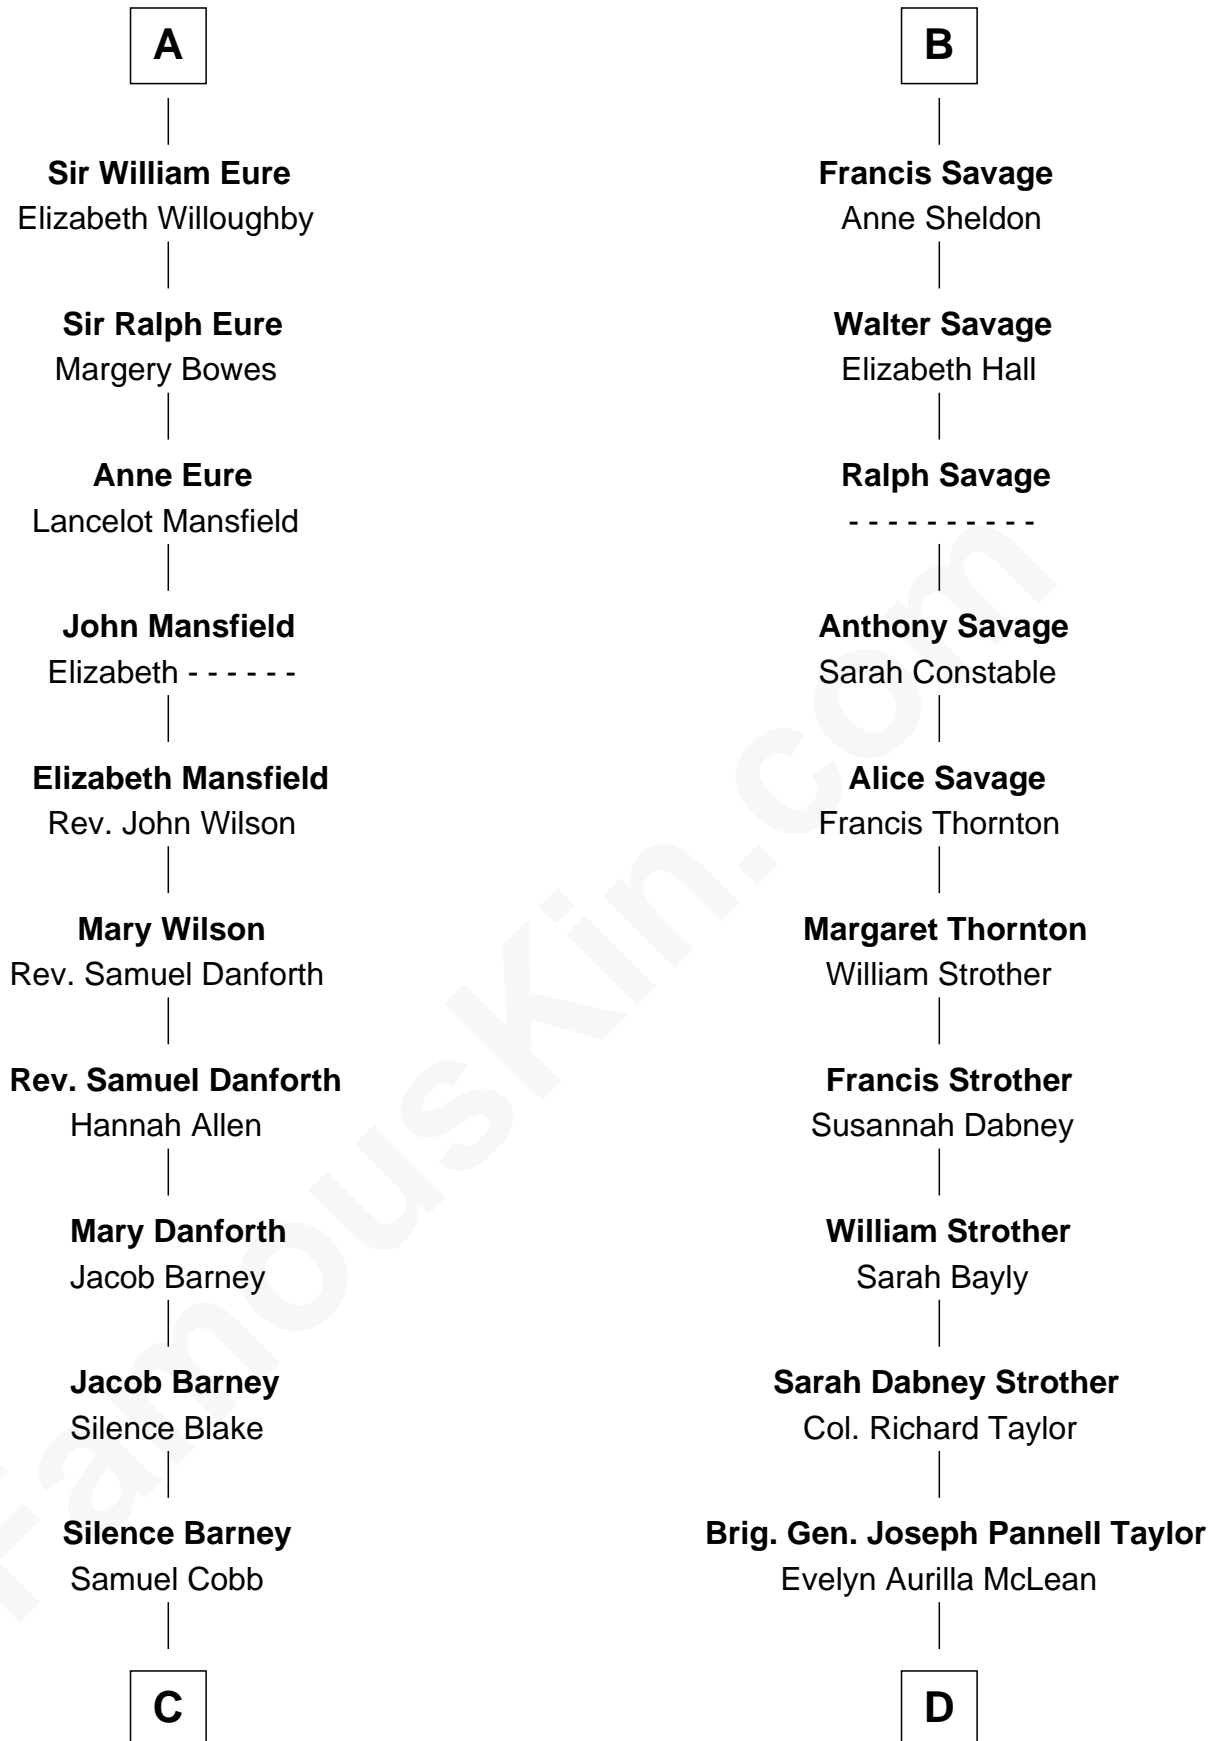 A
Sir William Eure
Elizabeth Willoughby
Sir Ralph Eure
Margery Bowes
Anne Eure
Lancelot Mansfield
John Mansfield
Elizabeth - - - - - -
Elizabeth Mansfield
Rev. John Wilson
Mary Wilson
Rev. Samuel Danforth
Rev. Samuel Danforth
Hannah Allen
Mary Danforth
Jacob Barney
Jacob Barney
Silence Blake
Silence Barney
Samuel Cobb
C
B
Francis Savage
Anne Sheldon
Walter Savage
Elizabeth Hall
Ralph Savage
- - - - - - - - - -
Anthony Savage
Sarah Constable
Alice Savage
Francis Thornton
Margaret Thornton
William Strother
Francis Strother
Susannah Dabney
William Strother
Sarah Bayly
Sarah Dabney Strother
Col. Richard Taylor
Brig. Gen. Joseph Pannell Taylor
Evelyn Aurilla McLean
D
FamousKin.com